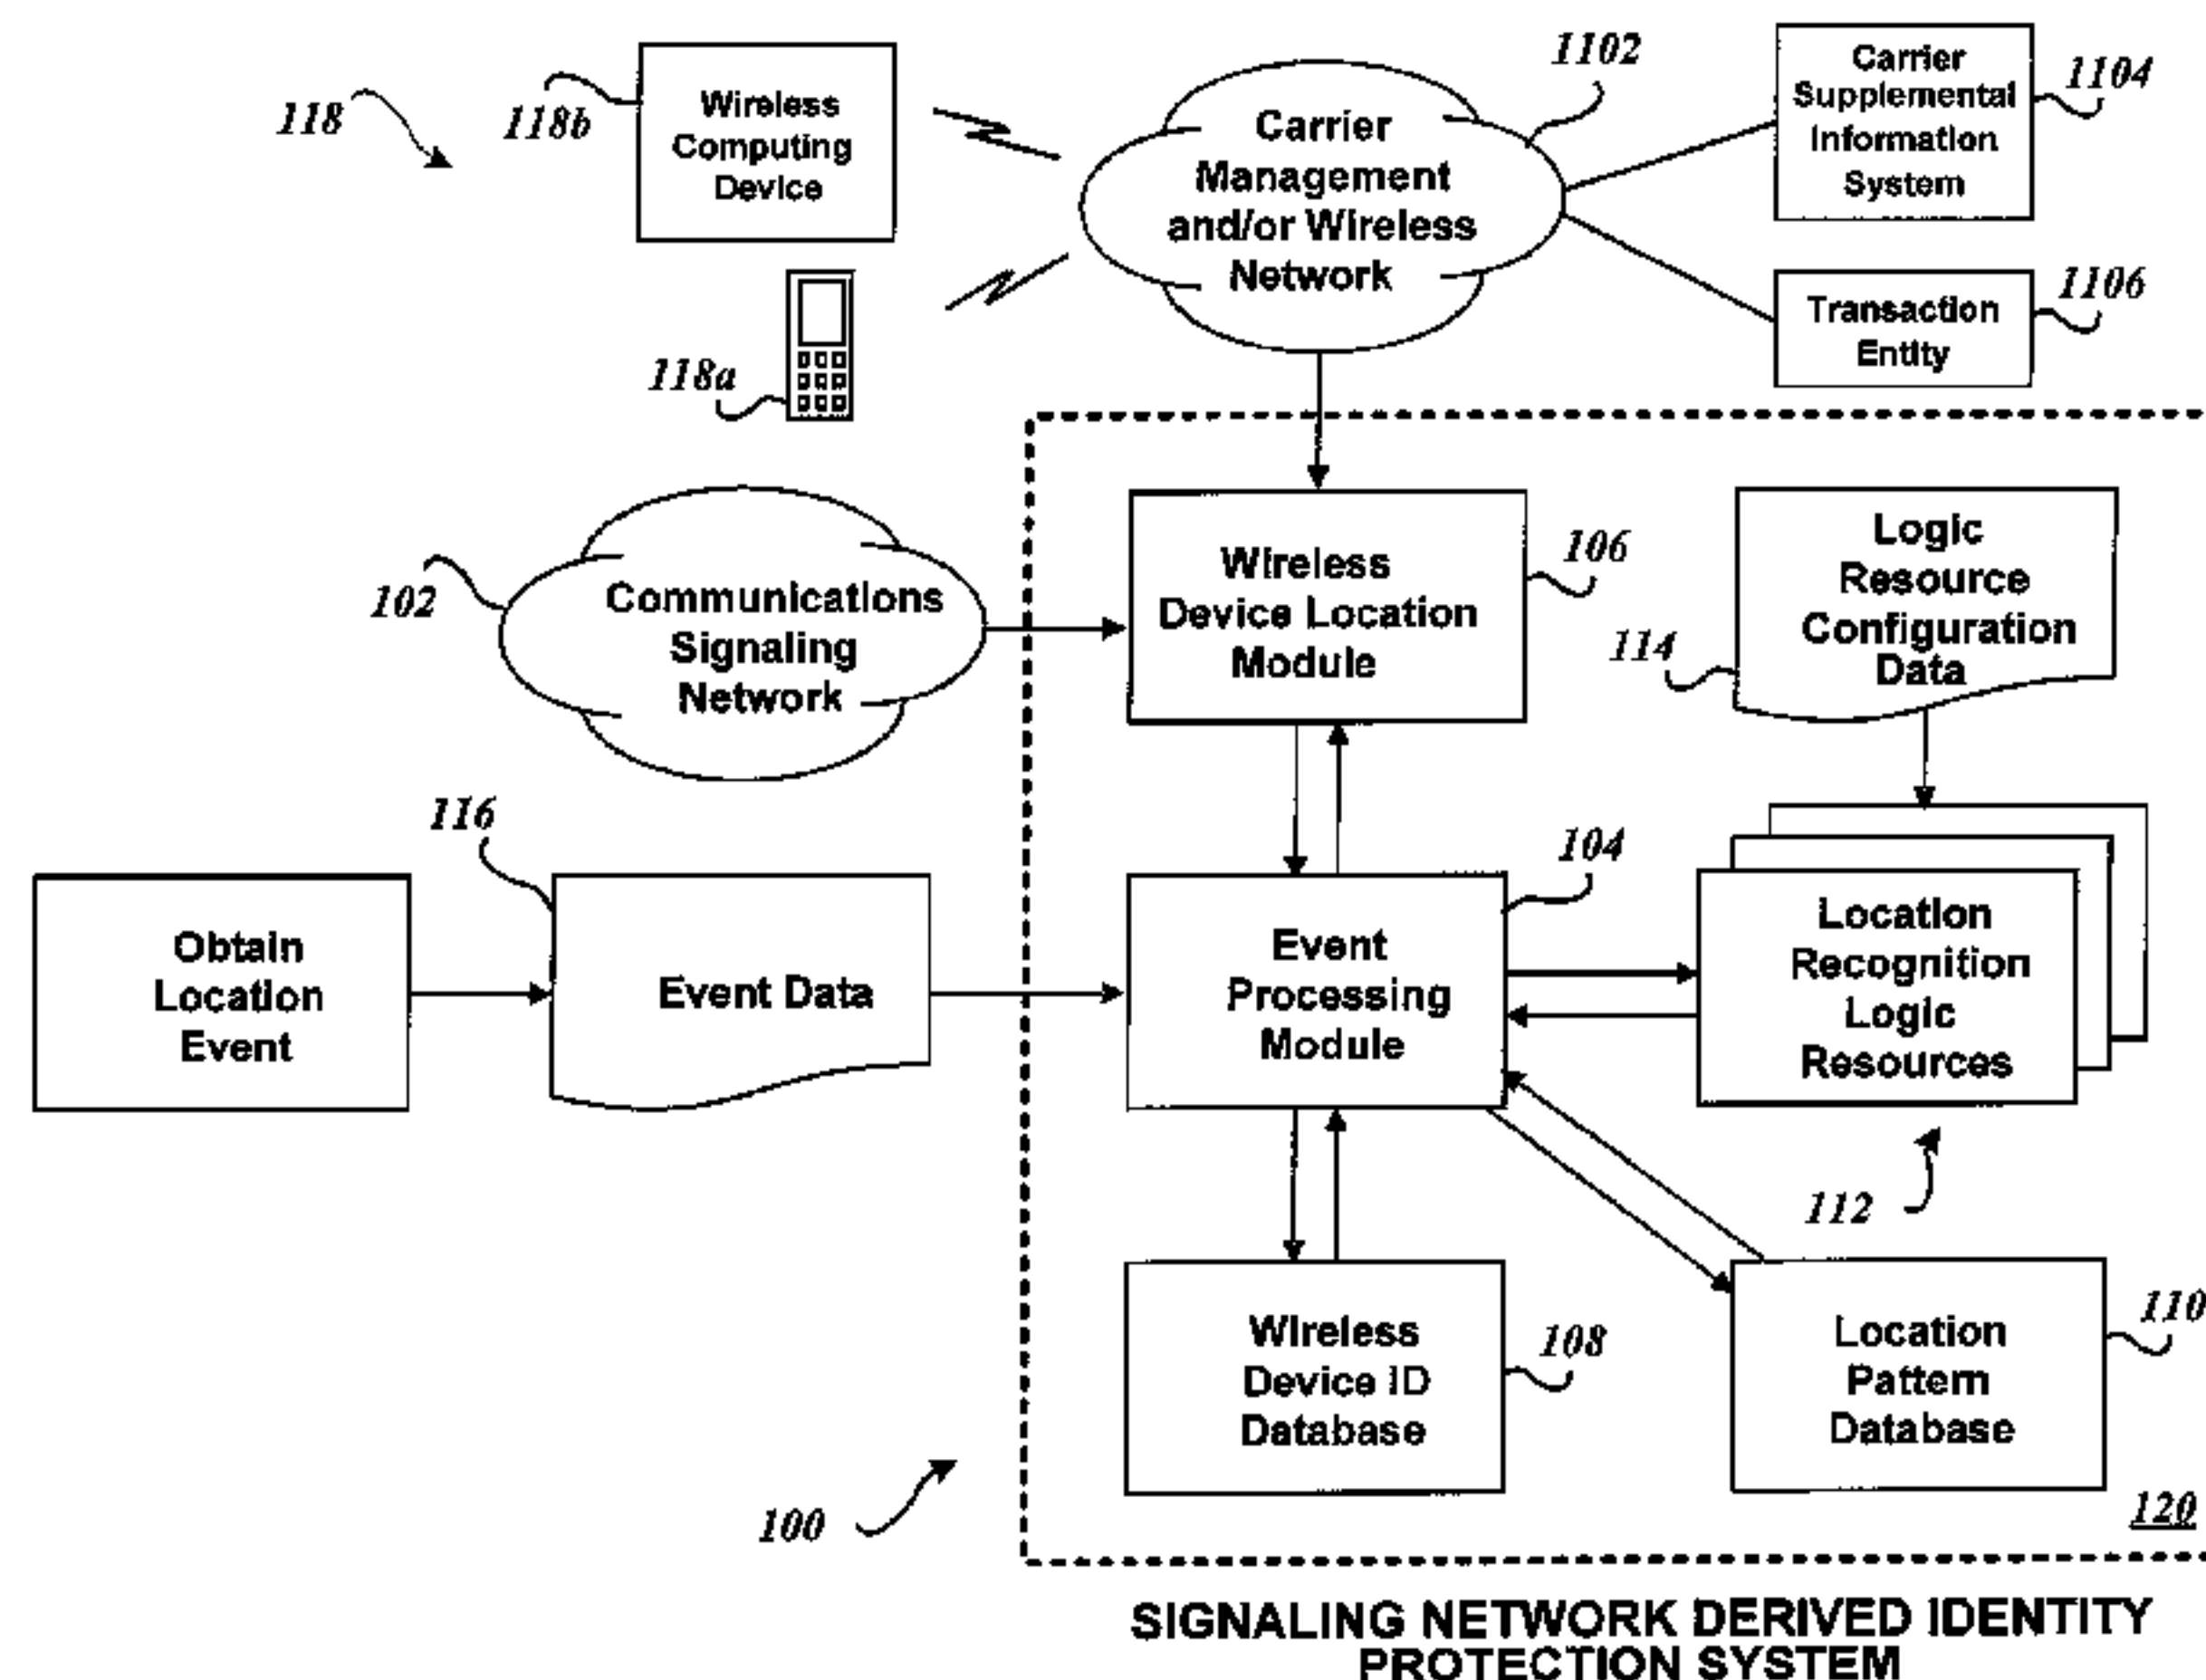 118
118b
Wireless
Computing
Device
118a
Carrier
Management
and/or Wireless
Network
1102
Carrier
Supplemental
Information
System
1104
Transaction
Entity
1106
102
Communications
Signaling
Network
Wireless
Device Location
Module
106
Logic
Resource
Configuration
Data
114
116
Obtain
Location
Event
Event Data
Event
Processing
Module
104
Location
Recognition
Logic
Resources
112
Wireless
Device ID
Database
108
Location
Pattern
Database
110
100
120
SIGNALING NETWORK DERIVED IDENTITY
PROTECTION SYSTEM